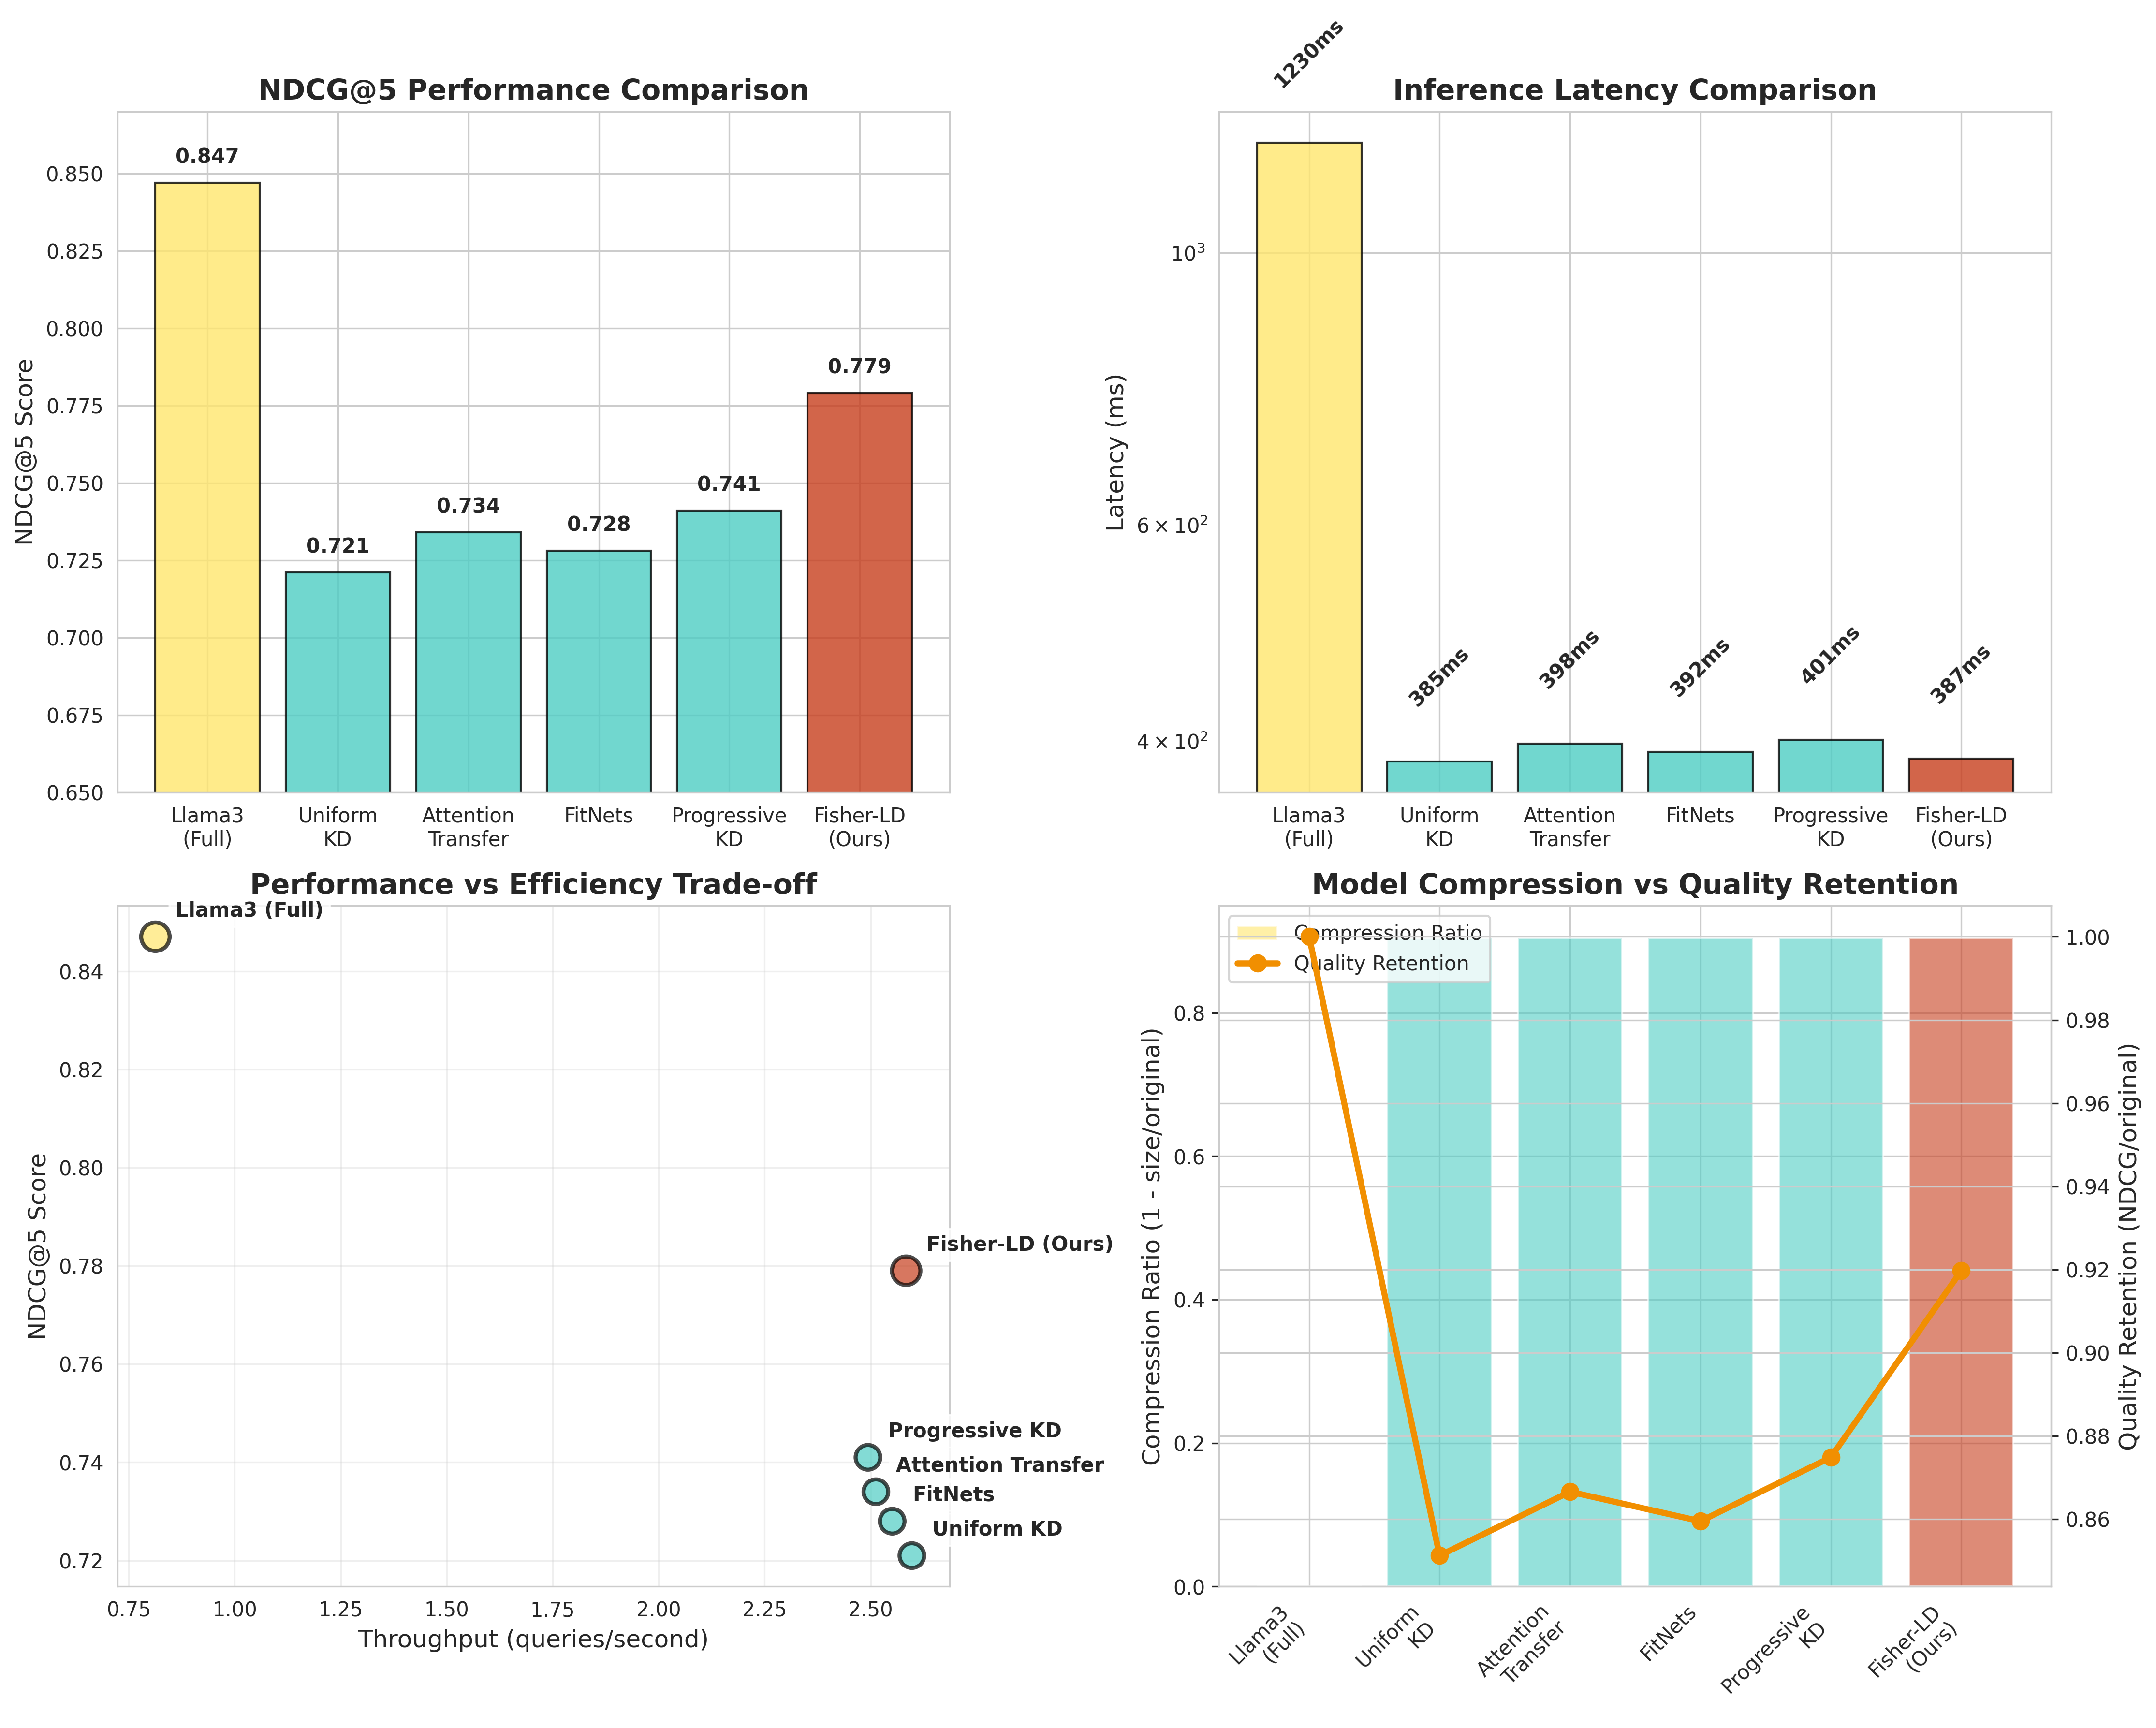 NDCG@5 Performance Comparison
NDCG@5 Score
0.850
0.825
0.800
0.775
0.750
0.725
0.700
0.675
0.650
0.847
0.721
0.734
0.728
0.741
0.779
Llama3
(Full)
Uniform
KD
Attention
Transfer
FitNets
Progressive
KD
Fisher-LD
(Ours)
Inference Latency Comparison
Latency (ms)
10³
6 × 10²
4 × 10²
1230ms
385ms
398ms
392ms
401ms
387ms
Llama3
(Full)
Uniform
KD
Attention
Transfer
FitNets
Progressive
KD
Fisher-LD
(Ours)
Performance vs Efficiency Trade-off
NDCG@5 Score
0.84
0.82
0.80
0.78
0.76
0.74
0.72
Llama3 (Full)
Fisher-LD (Ours)
Progressive KD
Attention Transfer
FitNets
Uniform KD
0.75
1.00
1.25
1.50
1.75
2.00
2.25
2.50
Throughput (queries/second)
Model Compression vs Quality Retention
Compression Ratio
Quality Retention
Compression Ratio (1 - size/original)
0.8
0.6
0.4
0.2
0.0
1.00
0.98
0.96
0.94
0.92
0.90
0.88
0.86
Quality Retention (NDCG/original)
Llama3
(Full)
Uniform
KD
Attention
Transfer
FitNets
Progressive
KD
Fisher-LD
(Ours)